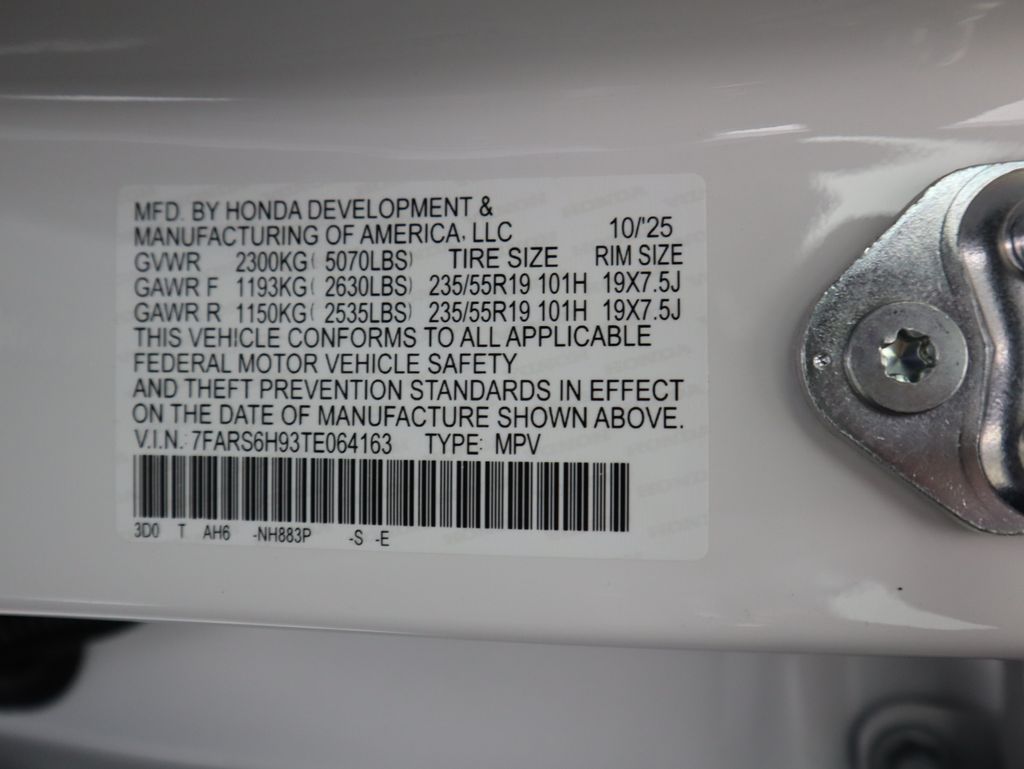 MFD. BY HONDA DEVELOPMENT &
MANUFACTURING OF AMERICA, LLC 10/'25
GVWR 2300KG( 5070LBS) TIRE SIZE RIM SIZE
GAWR F 1193KG( 2630LBS) 235/55R19 101H 19X7.5J
GAWR R 1150KG( 2535LBS) 235/55R19 101H 19X7.5J
THIS VEHICLE CONFORMS TO ALL APPLICABLE
FEDERAL MOTOR VEHICLE SAFETY
AND THEFT PREVENTION STANDARDS IN EFFECT
ON THE DATE OF MANUFACTURE SHOWN ABOVE.
V.I.N.: 7FARS6H93TE064163 TYPE: MPV
3D0 T AH6 -NH883P -S -E